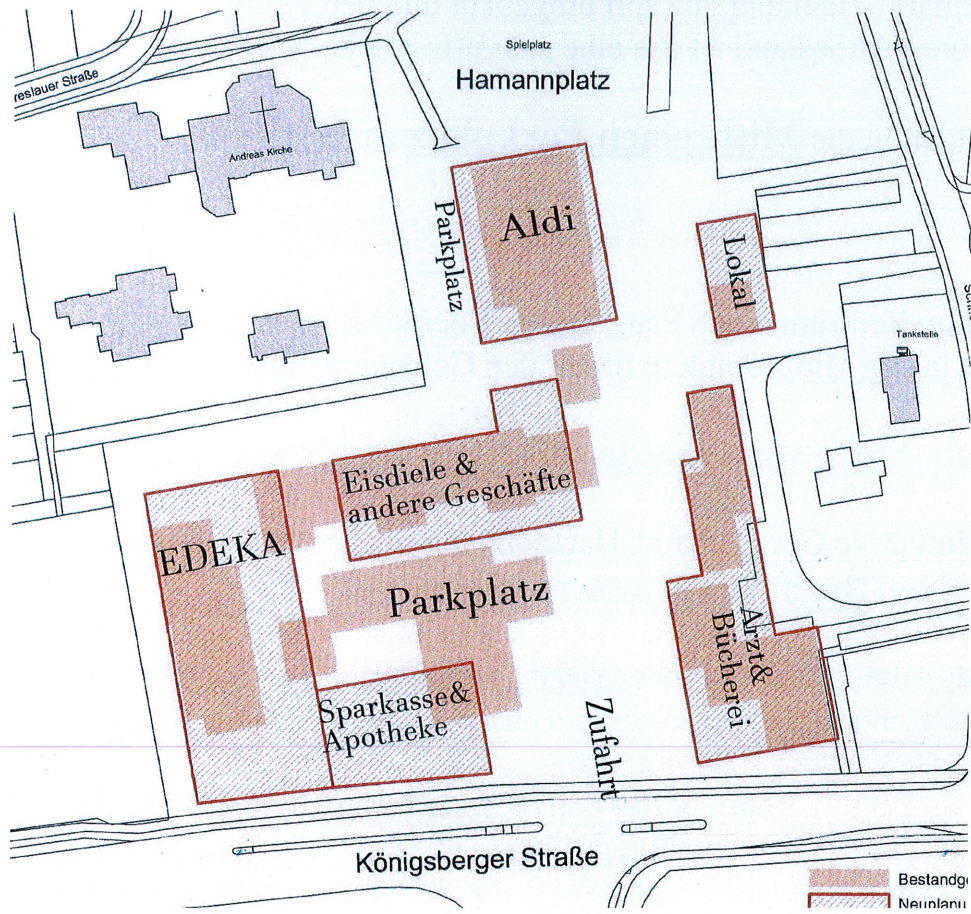 Spielplatz
Hamannplatz
reslauer Straße
Andreas Kirche
Parkplatz
Aldi
Lokal
Tankstelle
Eisdiele &
andere Geschäfte
EDEKA
Parkplatz
Arzt&
Bücherei
Sparkasse&
Apotheke
Zufahrt
Königsberger Straße
Bestandg
Neuplanu